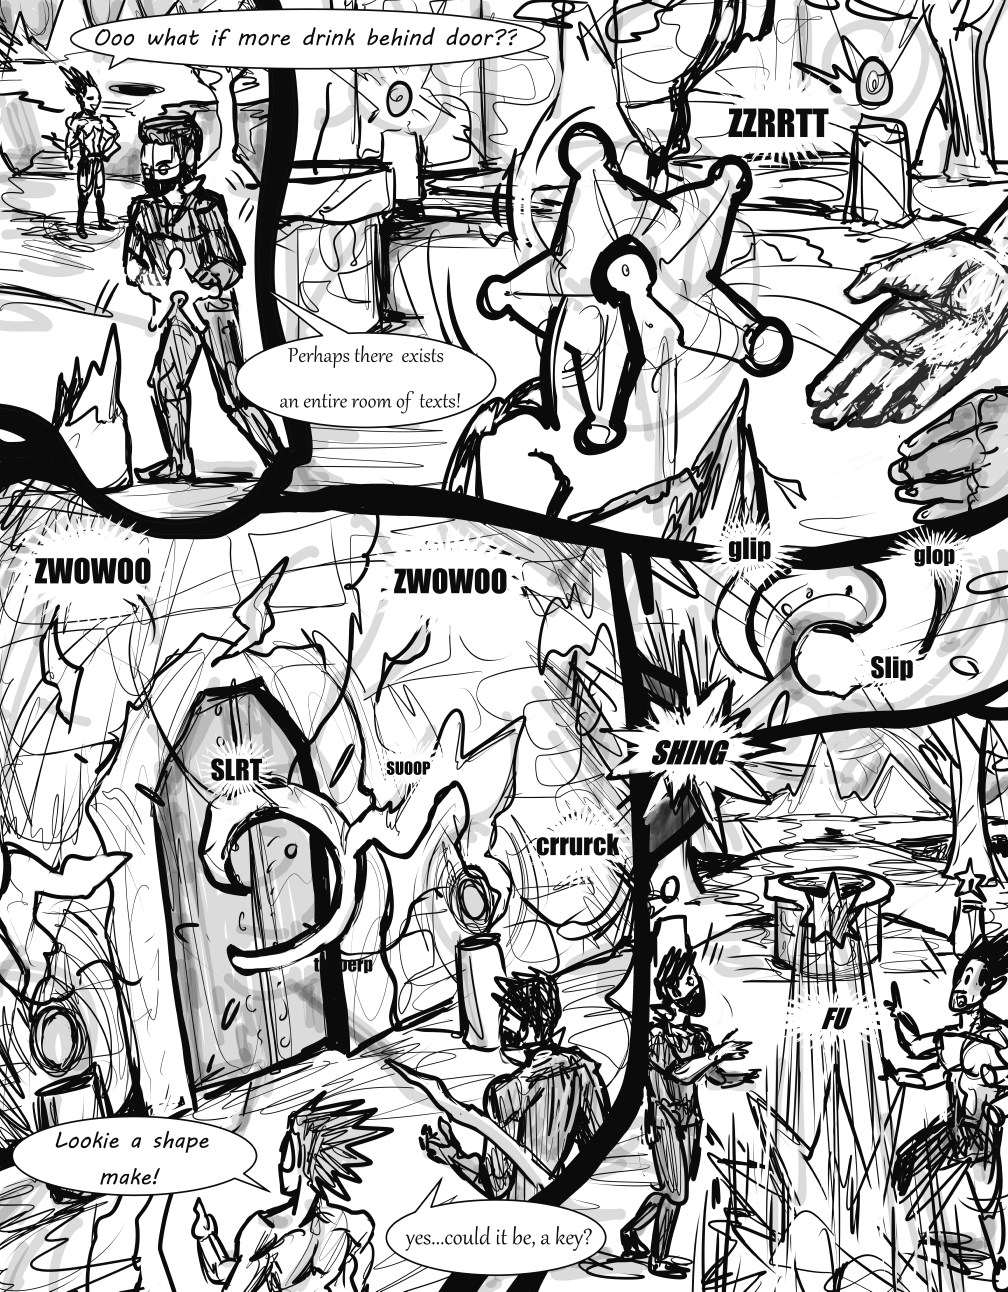 Ooo what if more drink behind door??
ZZRRTT
Perhaps there exists
an entire room of texts!
ZWOWOO
ZWOWOO
glip
glop
Slip
SHING
SLRT
SUOOP
crrurck
FU
Lookie a shape
make!
yes...could it be, a key?